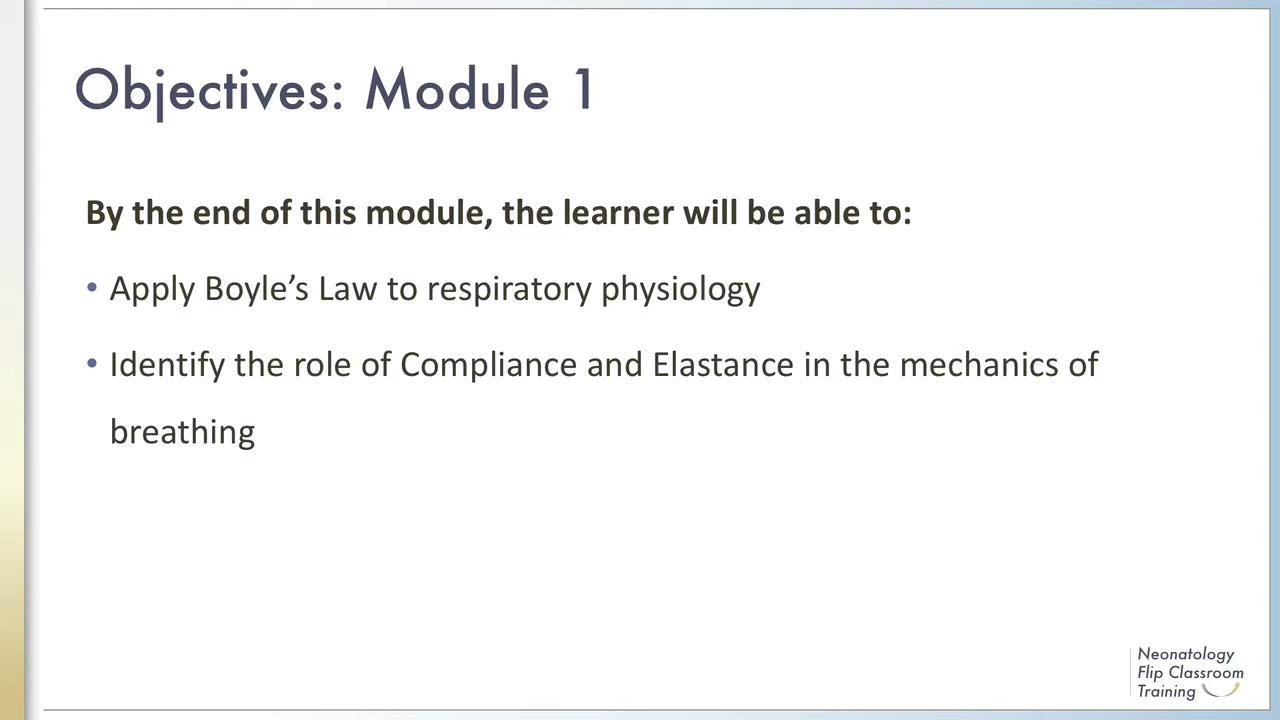 Objectives: Module 1
By the end of this module, the learner will be able to:
• Apply Boyle’s Law to respiratory physiology
• Identify the role of Compliance and Elastance in the mechanics of
breathing
Neonatology
Flip Classroom
Training